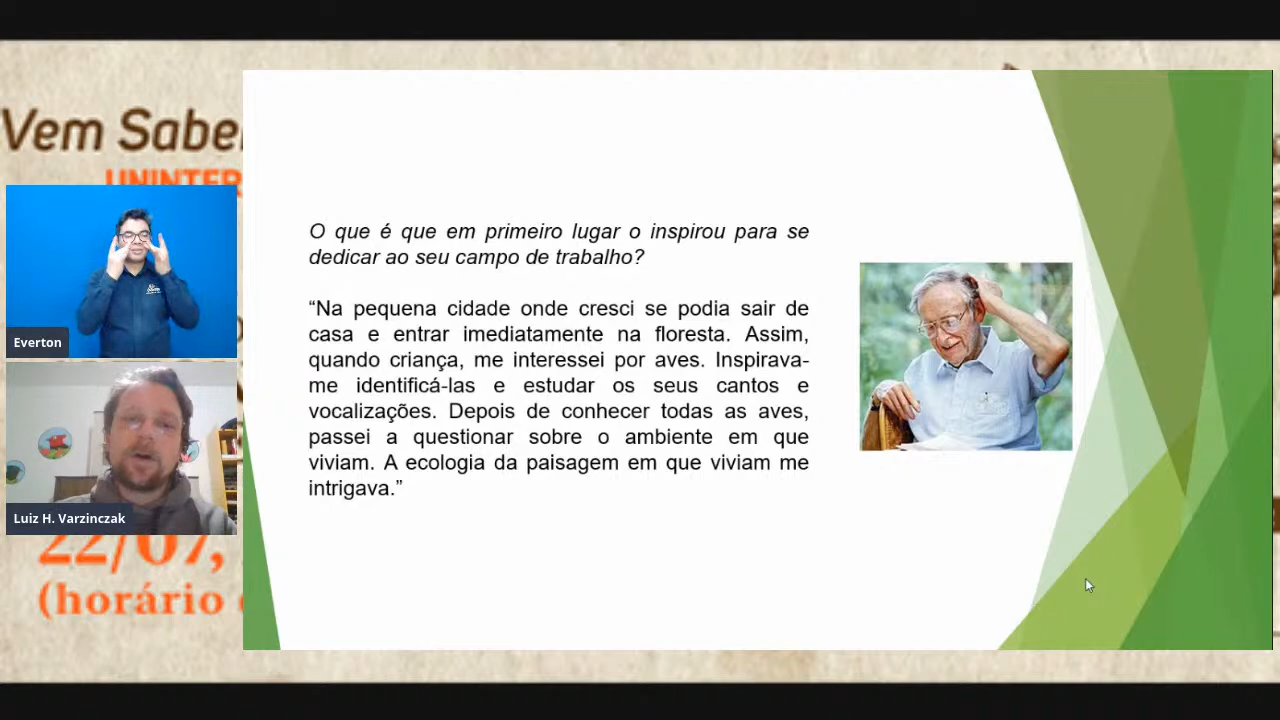 Vem Saber
UNINTER
Everton
Luiz H. Varzinczak
22/07,
(horário
O que é que em primeiro lugar o inspirou para se
dedicar ao seu campo de trabalho?
“Na pequena cidade onde cresci se podia sair de
casa e entrar imediatamente na floresta. Assim,
quando criança, me interessei por aves. Inspirava-
me identificá-las e estudar os seus cantos e
vocalizações. Depois de conhecer todas as aves,
passei a questionar sobre o ambiente em que
viviam. A ecologia da paisagem em que viviam me
intrigava.”